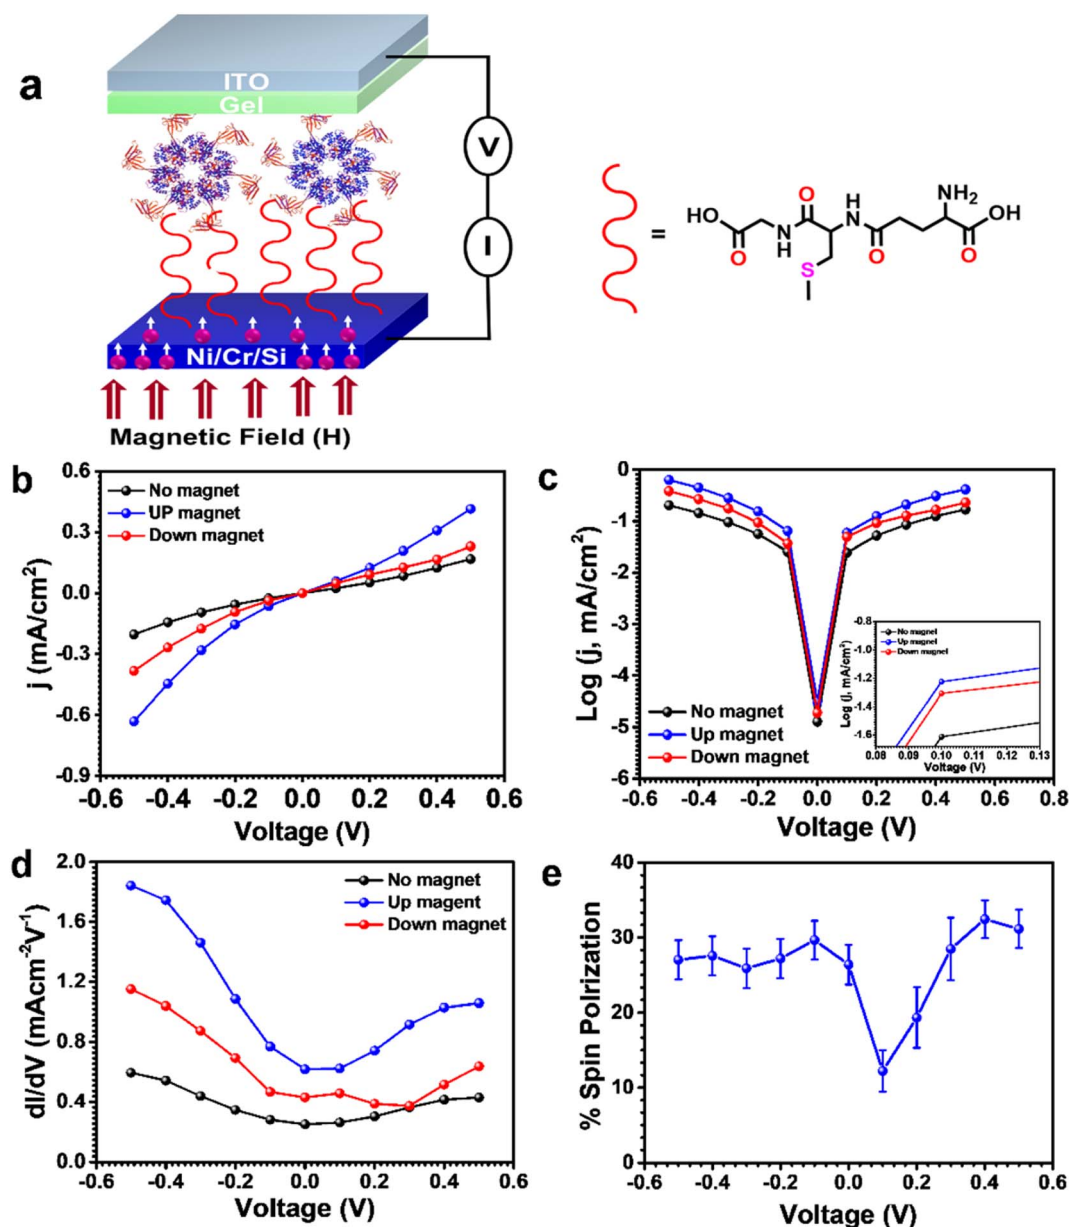 a
ITO
Gel
V
I
Ni/Cr/Si
Magnetic Field (H)
=
HO
O
O
N
H
S
H
N
O
NH2
OH
O
b
0.6
0.3
0.0
-0.3
-0.6
-0.9
j (mA/cm2)
No magnet
UP magnet
Down magnet
-0.6 -0.4 -0.2 0.0 0.2 0.4 0.6
Voltage (V)
c
0
-1
-2
-3
-4
-5
-6
Log (j, mA/cm2)
No magnet
Up magnet
Down magnet
-0.8
-1.0
-1.2
-1.4
-1.6
Log (j, mA/cm2)
No magnet
Up magnet
Down magnet
0.08 0.09 0.10 0.11 0.12 0.13
Voltage (V)
-0.6 -0.4 -0.2 0.0 0.2 0.4 0.6 0.8
Voltage (V)
d
2.0
1.6
1.2
0.8
0.4
0.0
dI/dV (mAcm-2V-1)
No magnet
Up magent
Down magnet
-0.6 -0.4 -0.2 0.0 0.2 0.4 0.6
Voltage (V)
e
40
30
20
10
0
% Spin Polrization
-0.6 -0.4 -0.2 0.0 0.2 0.4 0.6
Voltage (V)